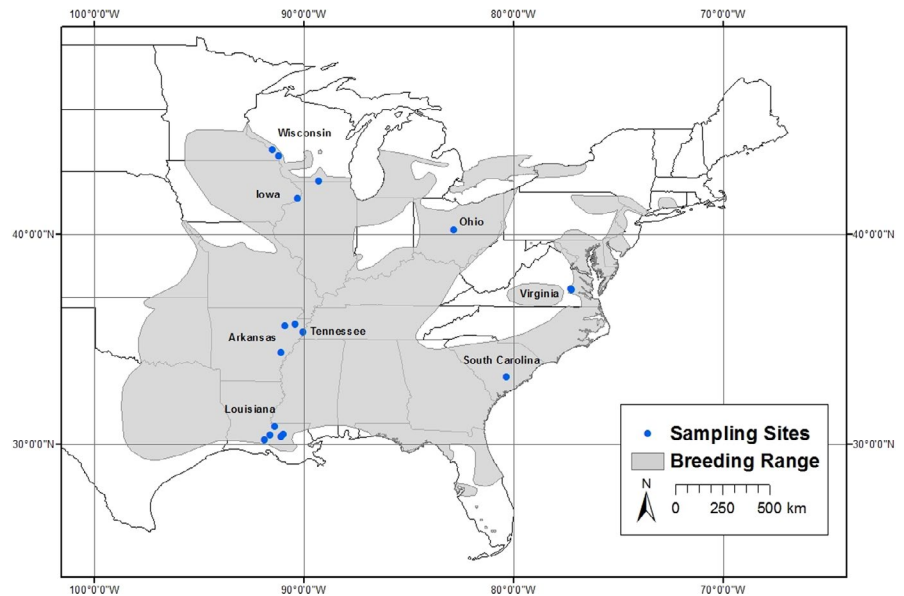 100°0'0"W 90°0'0"W 80°0'0"W 70°0'0"W
Wisconsin
Iowa
Ohio
40°0'0"N 40°0'0"N
Virginia
Arkansas Tennessee
South Carolina
Louisiana
30°0'0"N 30°0'0"N
Sampling Sites
Breeding Range
N
0 250 500 km
100°0'0"W 90°0'0"W 80°0'0"W 70°0'0"W